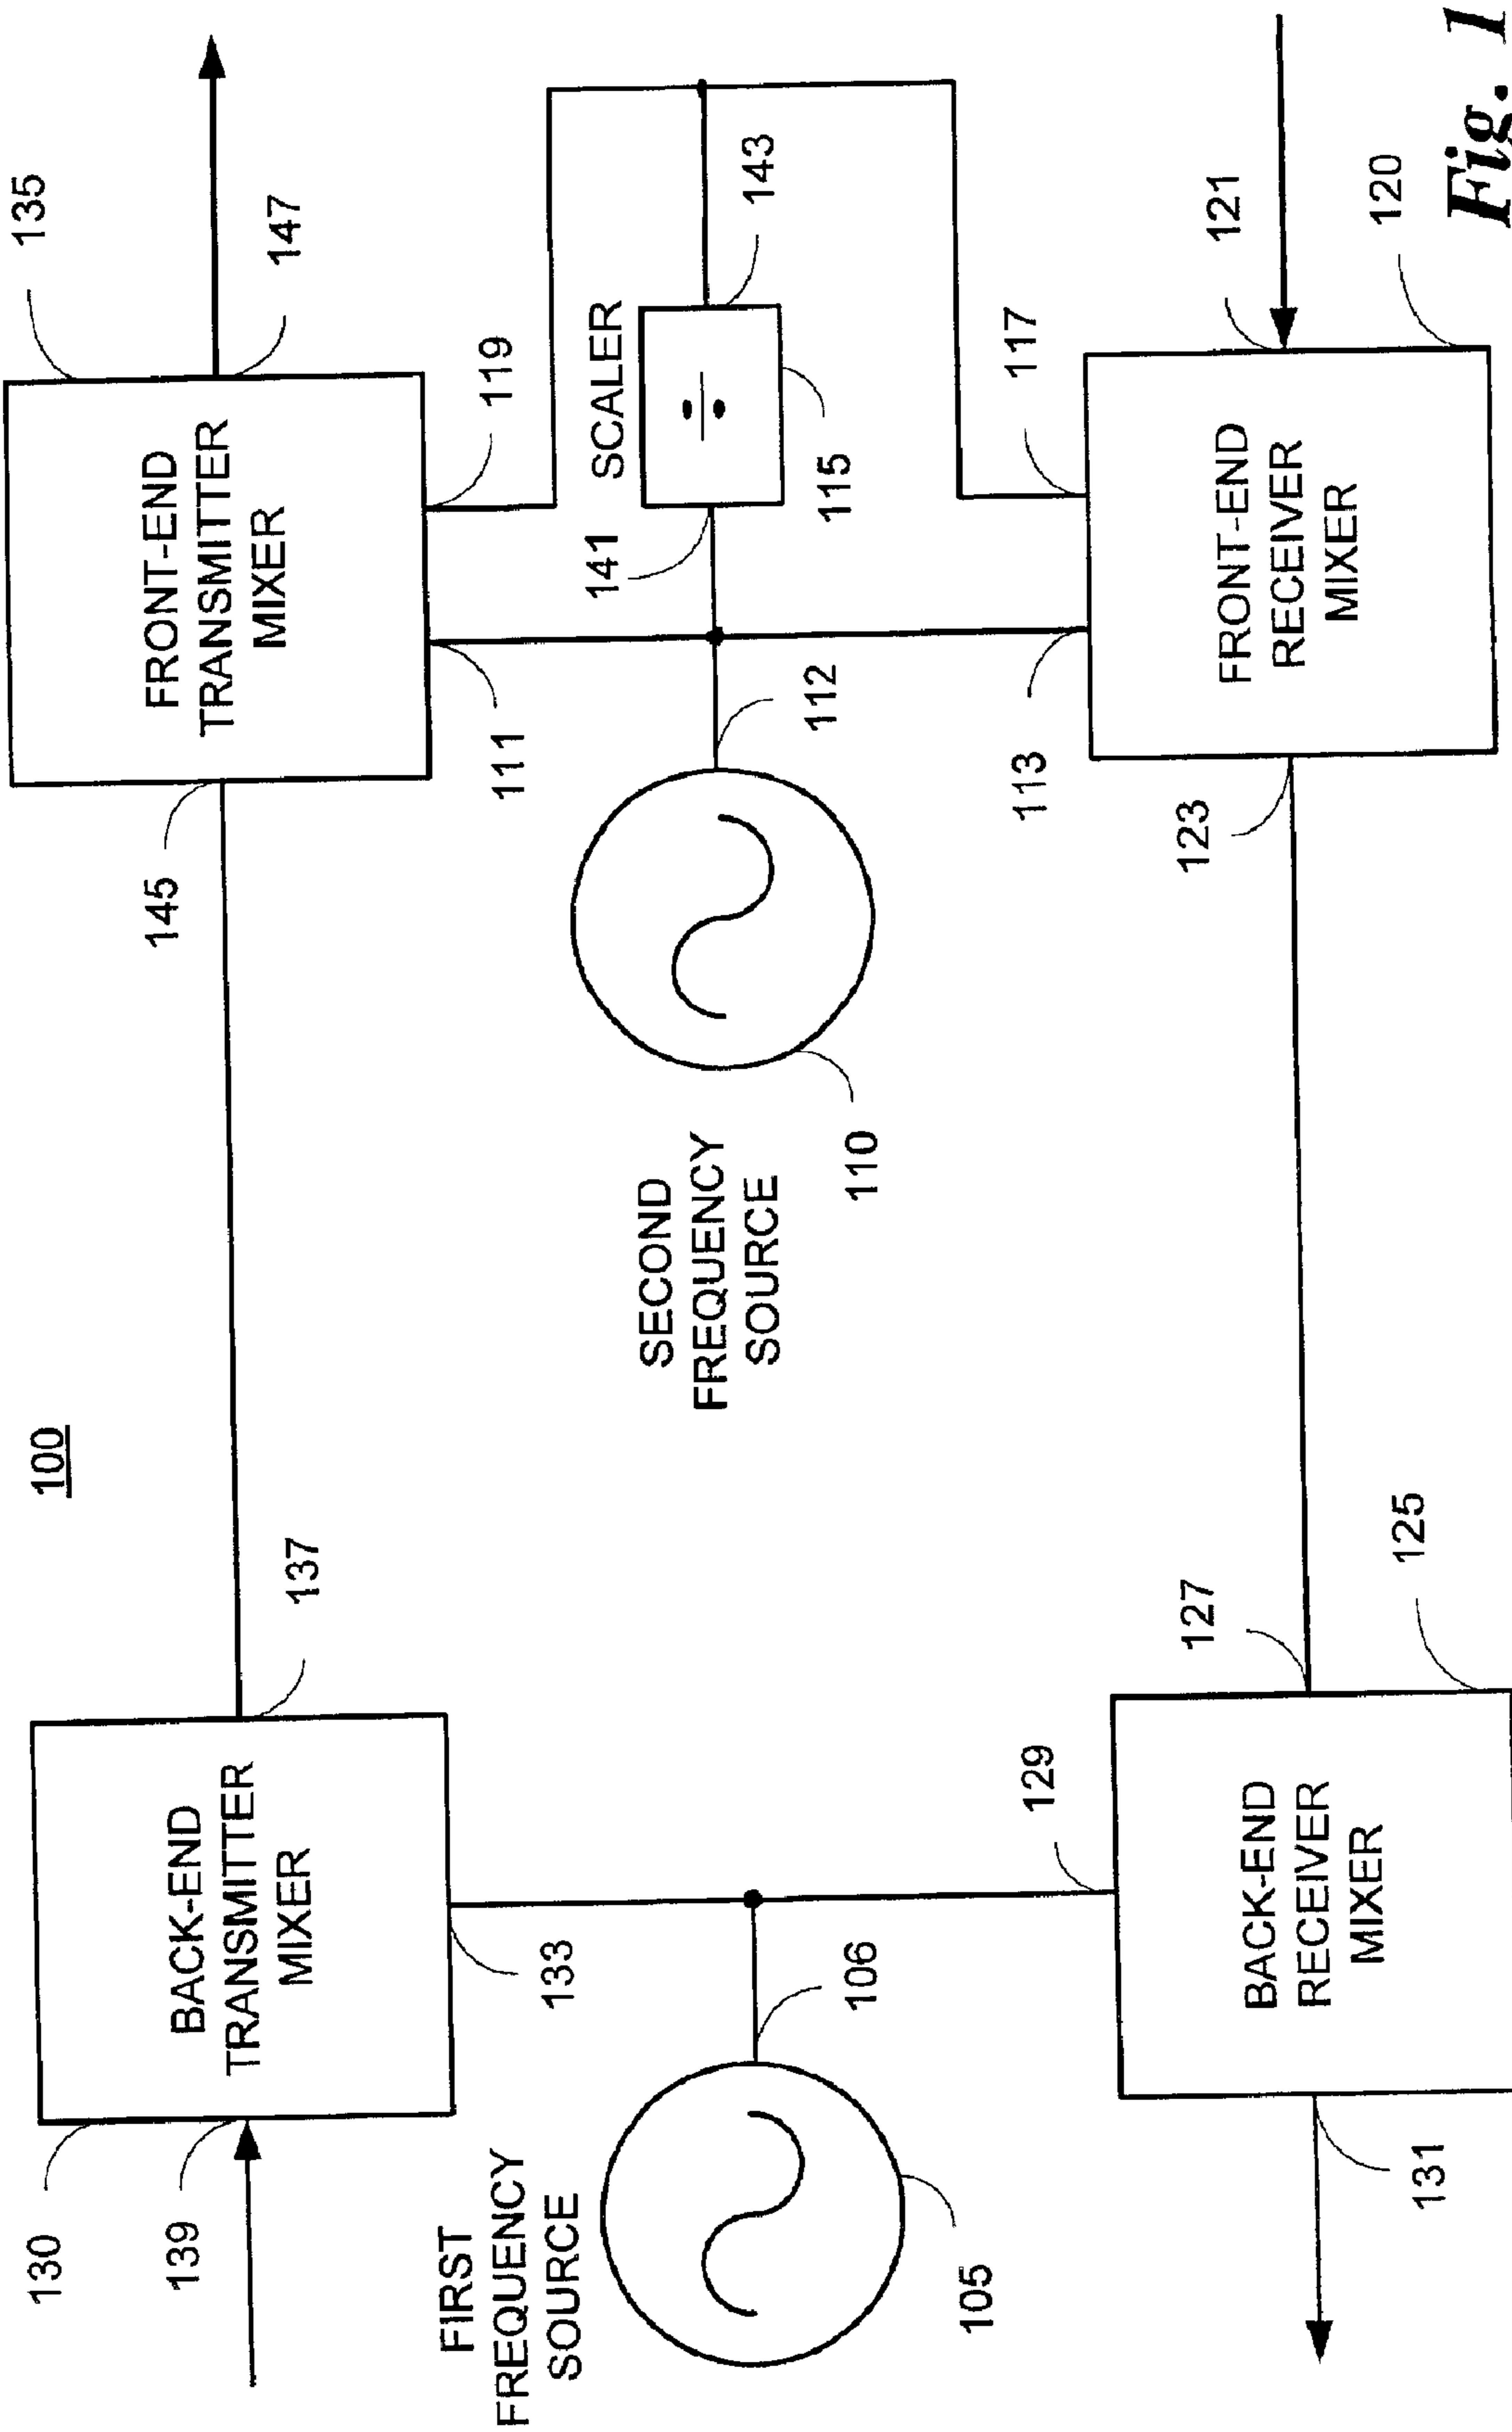 100
130
139
BACK-END
TRANSMITTER
MIXER
137
133
145
FRONT-END
TRANSMITTER
MIXER
135
147
111
119
FIRST
FREQUENCY
SOURCE
105
106
SECOND
FREQUENCY
SOURCE
110
112
141
SCALER
115
143
129
BACK-END
RECEIVER
MIXER
131
127
125
113
117
123
FRONT-END
RECEIVER
MIXER
121
120
Fig. 1